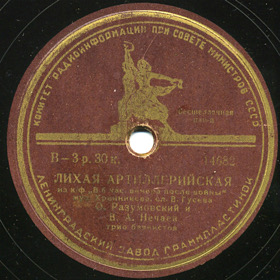 КОМИТЕТ РАДИОИНФОРМАЦИИ ПРИ СОВЕТЕ МИНИСТРОВ СССР
В—3 р. 30 к.
14682
ЛИХАЯ АРТИЛЛЕРИЙСКАЯ
из к-ф. „В 6 час. вечера после войны"
муз. Хренникова, сл. В. Гусева
Разумовский и
В. А. Нечаев
трио баянистов
ЛЕНИНГРАДСКИЙ ЗАВОД ГРАМПЛАСТИНОК